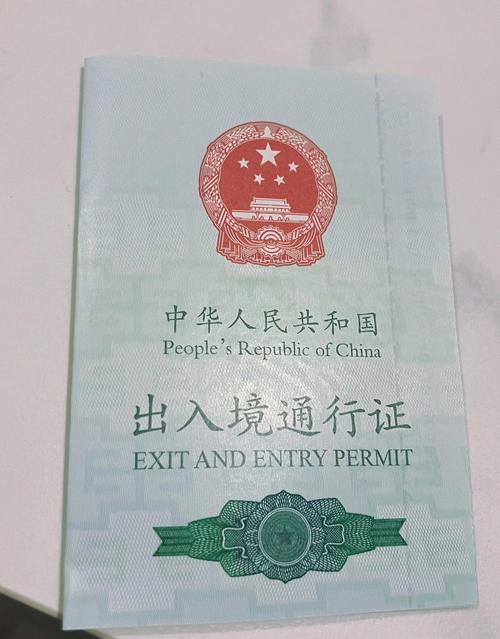 中华人民共和国
People's Republic of China
出入境通行证
EXIT AND ENTRY PERMIT